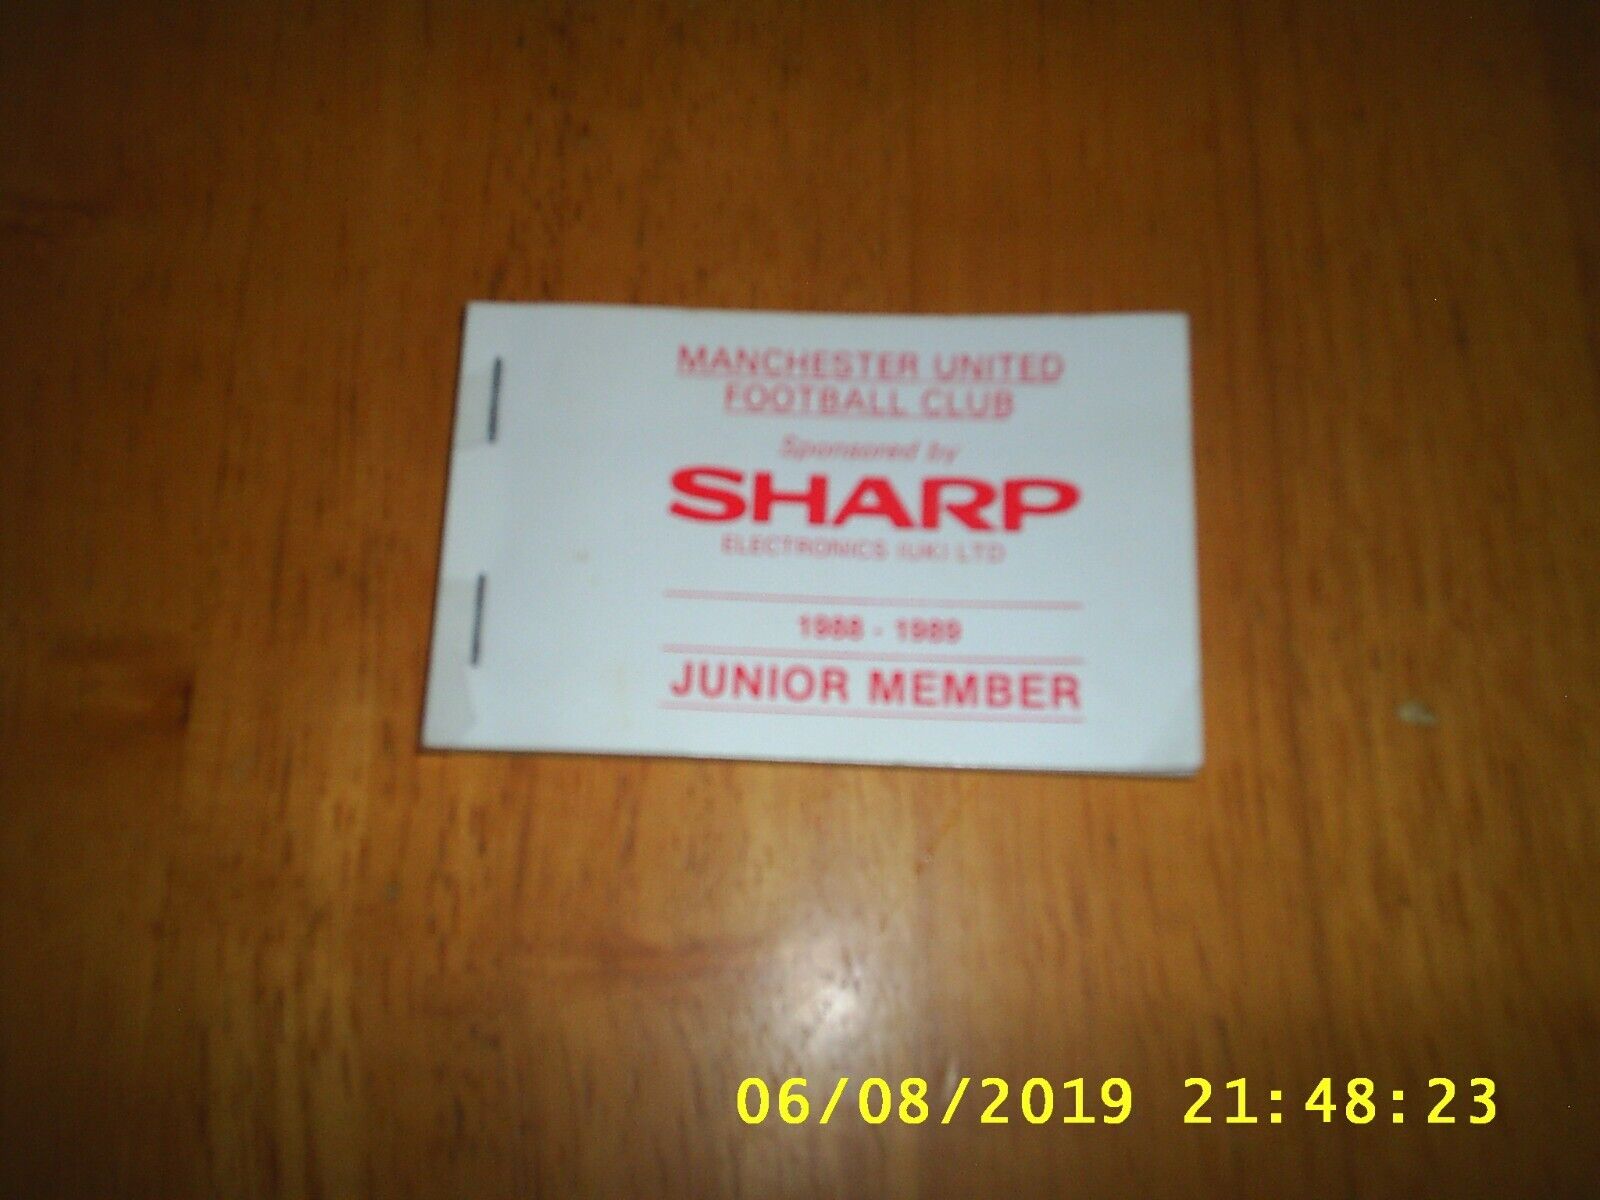 MANCHESTER UNITED
FOOTBALL CLUB
Sponsored by
SHARP
ELECTRONICS (UK) LTD
1988 - 1989
JUNIOR MEMBER
06/08/2019 21:48:23